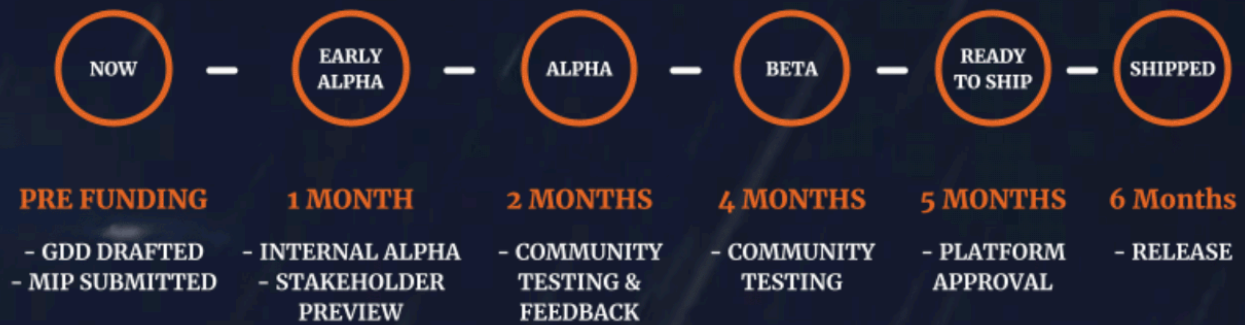 NOW
EARLY
ALPHA
ALPHA
BETA
READY
TO SHIP
SHIPPED
PRE FUNDING
- GDD DRAFTED
- MIP SUBMITTED
1 MONTH
- INTERNAL ALPHA
- STAKEHOLDER
PREVIEW
2 MONTHS
- COMMUNITY
TESTING &
FEEDBACK
4 MONTHS
- COMMUNITY
TESTING
5 MONTHS
- PLATFORM
APPROVAL
6 Months
- RELEASE